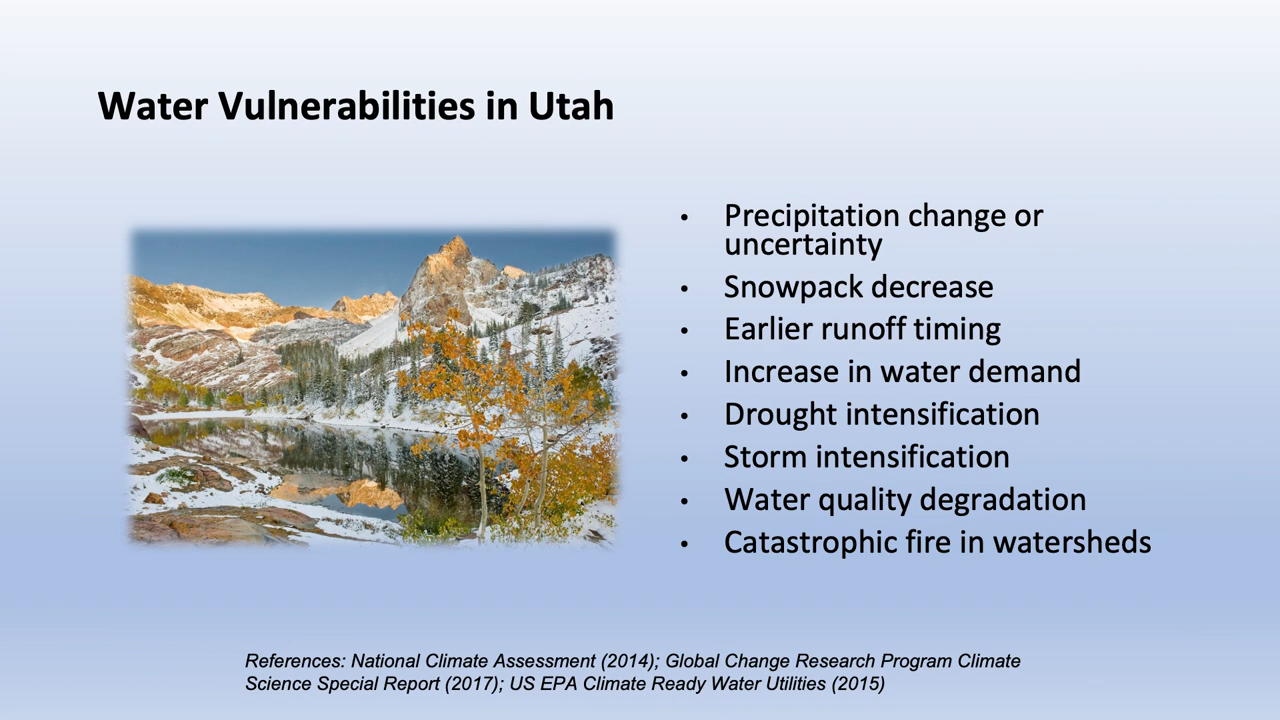 Water Vulnerabilities in Utah
• Precipitation change or
uncertainty
• Snowpack decrease
• Earlier runoff timing
• Increase in water demand
• Drought intensification
• Storm intensification
• Water quality degradation
• Catastrophic fire in watersheds
References: National Climate Assessment (2014); Global Change Research Program Climate
Science Special Report (2017); US EPA Climate Ready Water Utilities (2015)